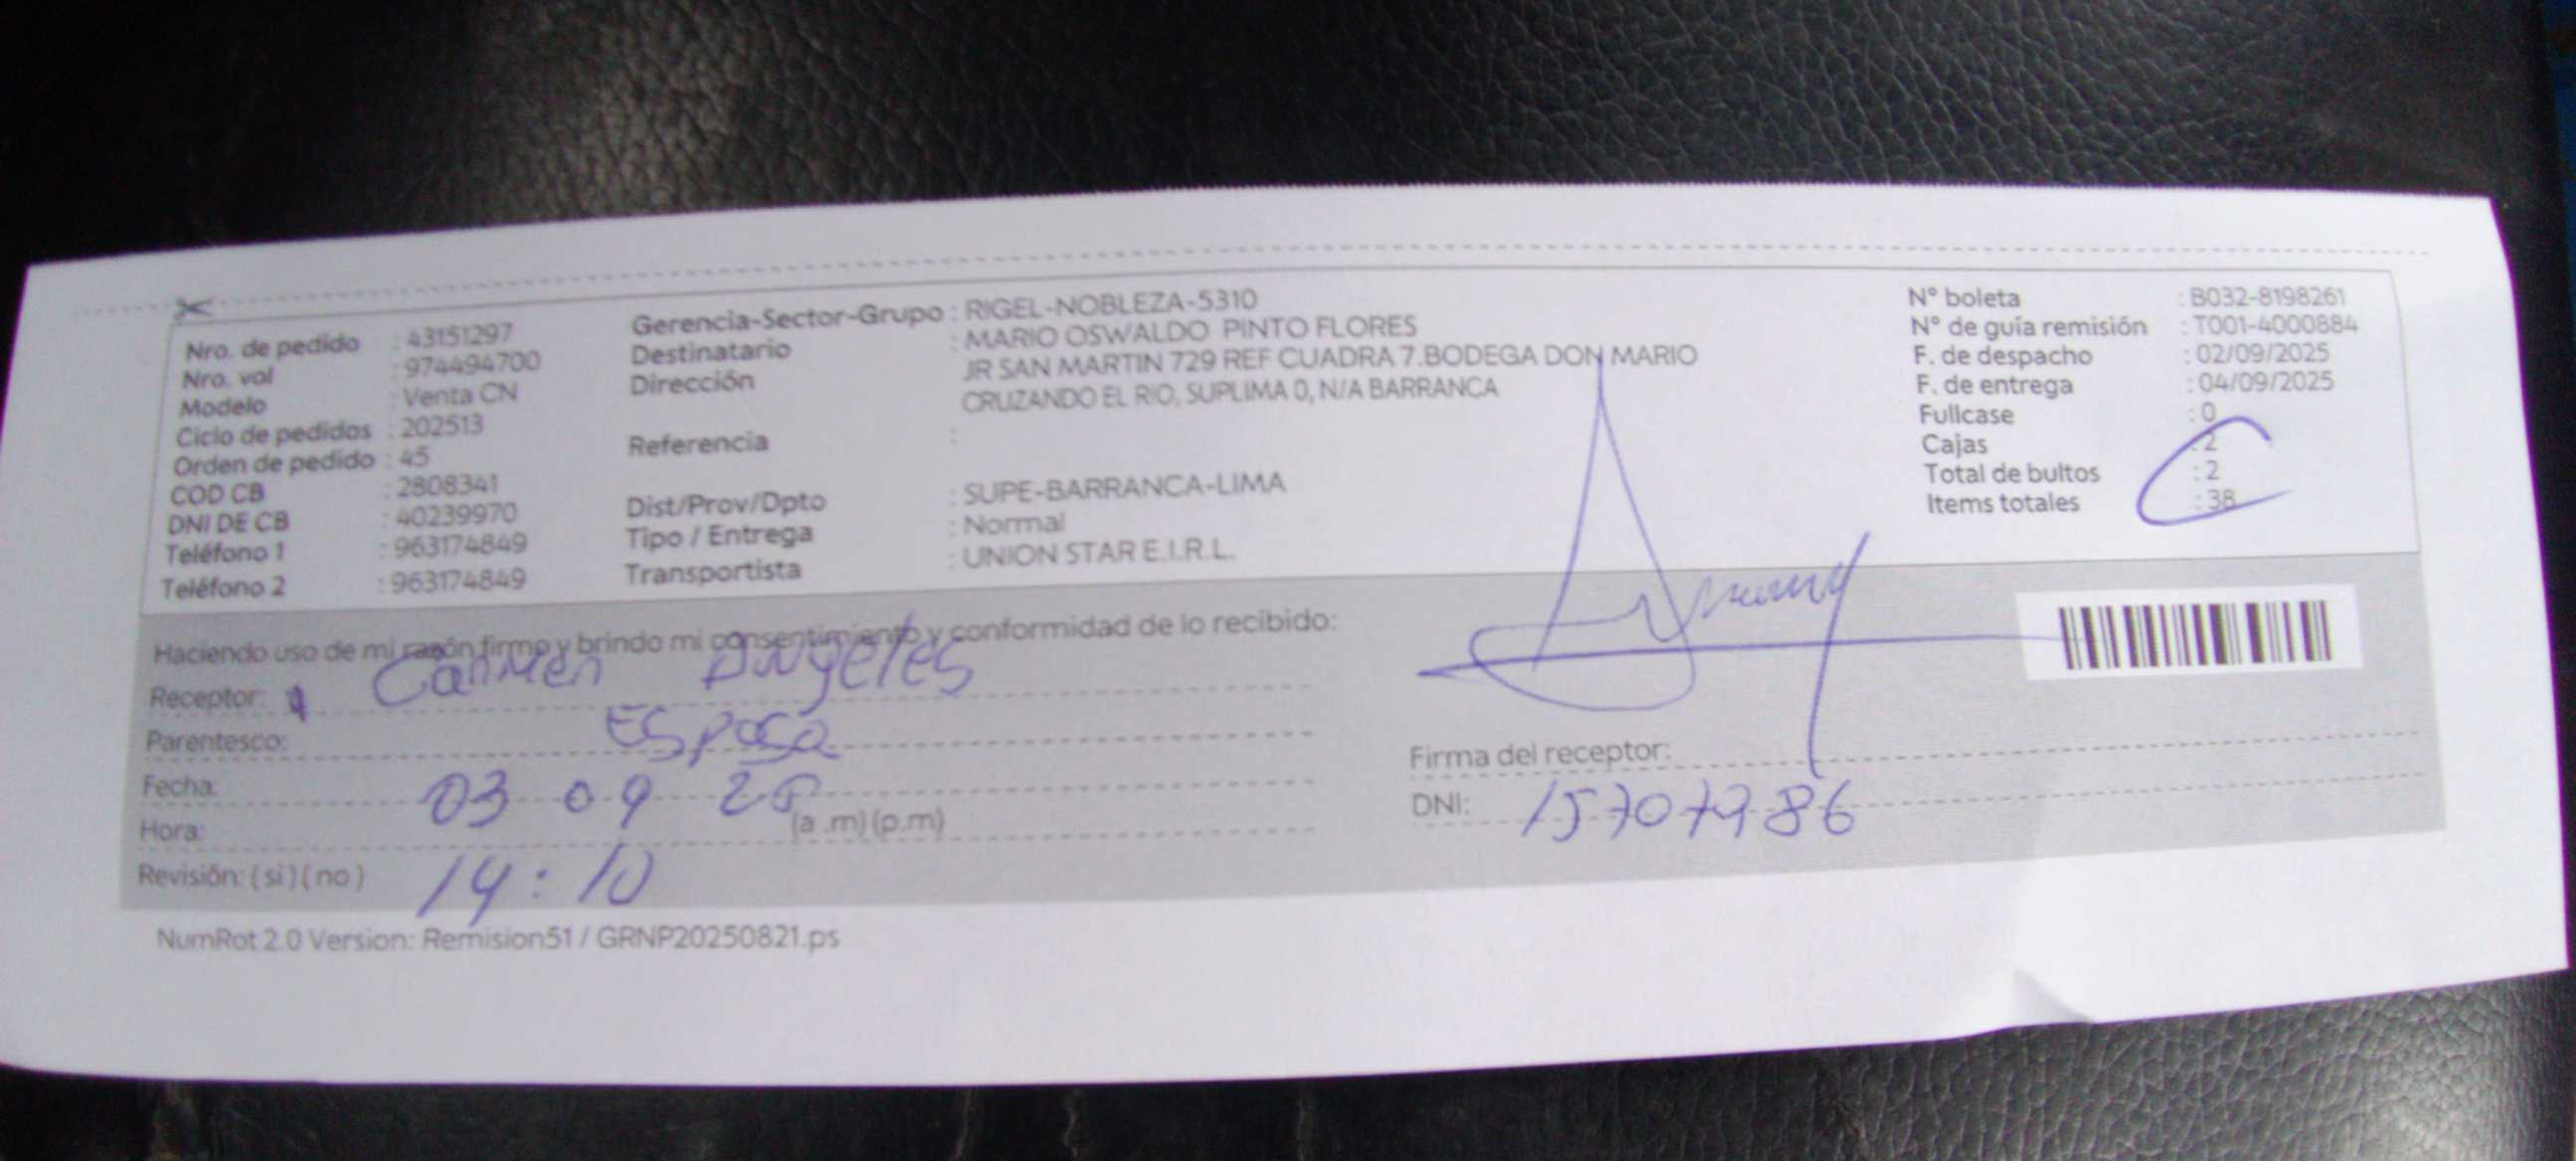 Nro. de pedido : 43151297
Nro. vol : 974494700
Modelo : Venta CN
Ciclo de pedidos : 202513
Orden de pedido : 45
COD CB : 2808341
DNI DE CB : 40239970
Teléfono 1 : 963174849
Teléfono 2 : 963174849
Gerencia-Sector-Grupo : RIGEL-NOBLEZA-5310
Destinatario : MARIO OSWALDO PINTO FLORES
Dirección JR SAN MARTIN 729 REF CUADRA 7.BODEGA DON MARIO
CRUZANDO EL RIO, SUPLIMA 0, N/A BARRANCA
Referencia :
Dist/Prov/Dpto : SUPE-BARRANCA-LIMA
Tipo / Entrega : Normal
Transportista : UNION STAR E.I.R.L.
N° boleta : B032-8198261
N° de guía remisión : T001-4000884
F. de despacho : 02/09/2025
F. de entrega : 04/09/2025
Fullcase : 0
Cajas : 2
Total de bultos : 2
Items totales : 38
Haciendo uso de mi razón firmo y brindo mi consentimiento y conformidad de lo recibido:
Receptor: Carmen Angeles
Parentesco: Esposa
Fecha: 03 09 25
Hora: (a .m) (p.m)
Revisión: ( si ) ( no ) 14:10
Firma del receptor:
DNI: 15707986
NumRot 2.0 Version: Remision51 / GRNP20250821.ps